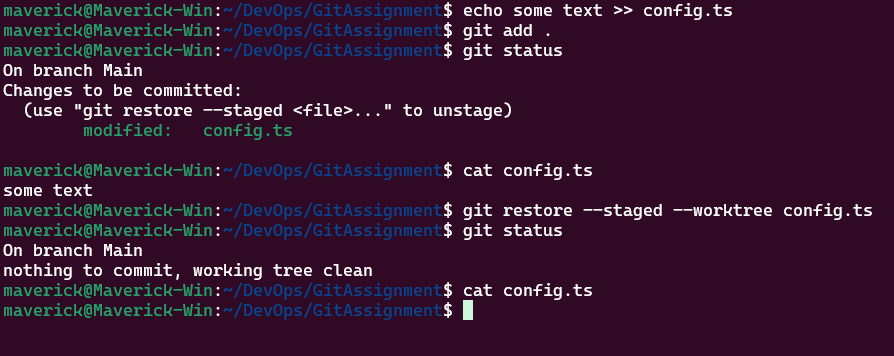 maverick@Maverick-Win:~/DevOps/GitAssignment$ echo some text >> config.ts
maverick@Maverick-Win:~/DevOps/GitAssignment$ git add .
maverick@Maverick-Win:~/DevOps/GitAssignment$ git status
On branch Main
Changes to be committed:
  (use "git restore --staged <file>..." to unstage)
        modified:   config.ts

maverick@Maverick-Win:~/DevOps/GitAssignment$ cat config.ts
some text
maverick@Maverick-Win:~/DevOps/GitAssignment$ git restore --staged --worktree config.ts
maverick@Maverick-Win:~/DevOps/GitAssignment$ git status
On branch Main
nothing to commit, working tree clean
maverick@Maverick-Win:~/DevOps/GitAssignment$ cat config.ts
maverick@Maverick-Win:~/DevOps/GitAssignment$